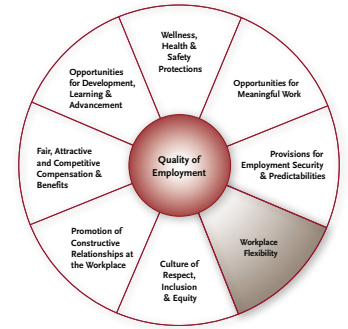 Wellness,
Health &
Safety
Protections
Opportunities for
Meaningful Work
Provisions for
Employment Security
& Predictabilities
Workplace
Flexibility
Culture of
Respect,
Inclusion
& Equity
Promotion of
Constructive
Relationships at
the Workplace
Fair, Attractive
and Competitive
Compensation &
Benefits
Opportunities
for Development,
Learning &
Advancement
Quality of
Employment